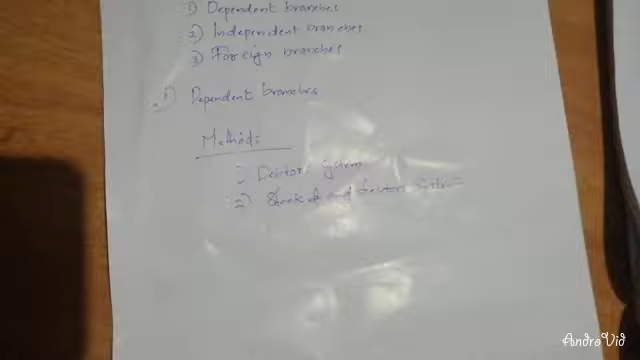 1) Dependent branches
2) Independent branches
3) Foreign branches
1) Dependent branches
Methods:
1) Debtors system
2) Stock and debtors system
AndroVid